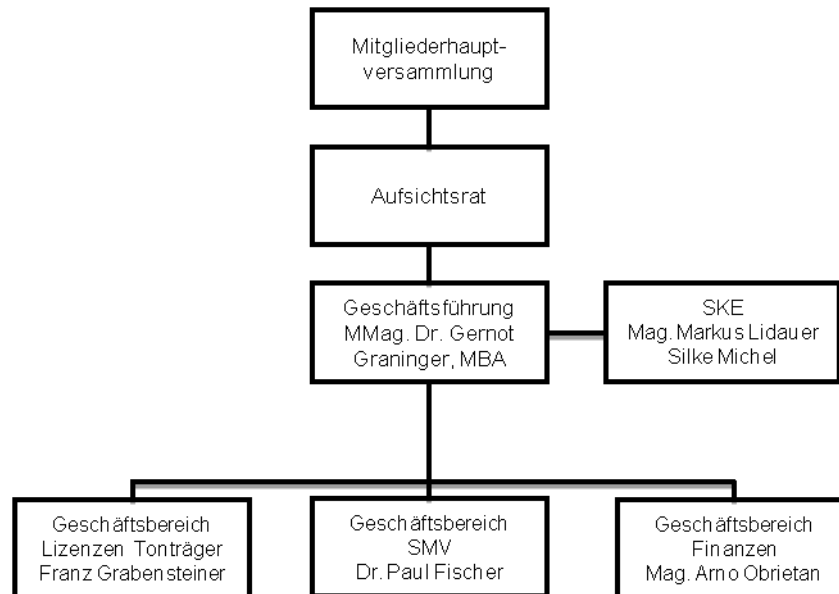 Mitgliederhaupt-
versammlung
Aufsichtsrat
Geschäftsführung
MMag. Dr. Gernot
Graninger, MBA
SKE
Mag. Markus Lidauer
Silke Michel
Geschäftsbereich
Lizenzen Tonträger
Franz Grabensteiner
Geschäftsbereich
SMV
Dr. Paul Fischer
Geschäftsbereich
Finanzen
Mag. Arno Obrietan